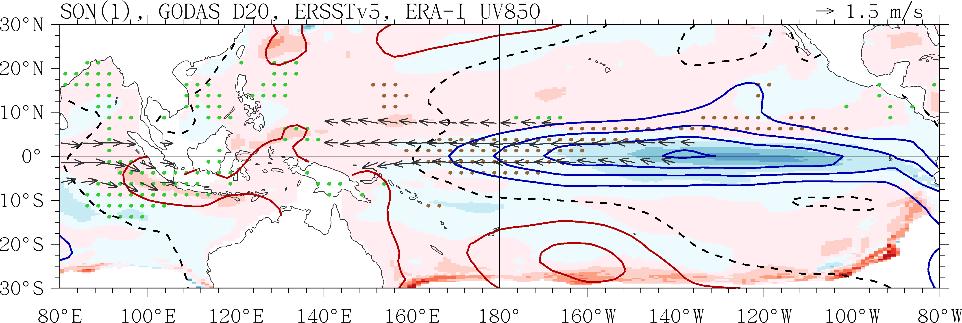 SON(1), GODAS D20, ERSSTv5, ERA-I UV850
1.5 m/s
30°N
20°N
10°N
0°
10°S
20°S
30°S
80°E 100°E 120°E 140°E 160°E 180° 160°W 140°W 120°W 100°W 80°W